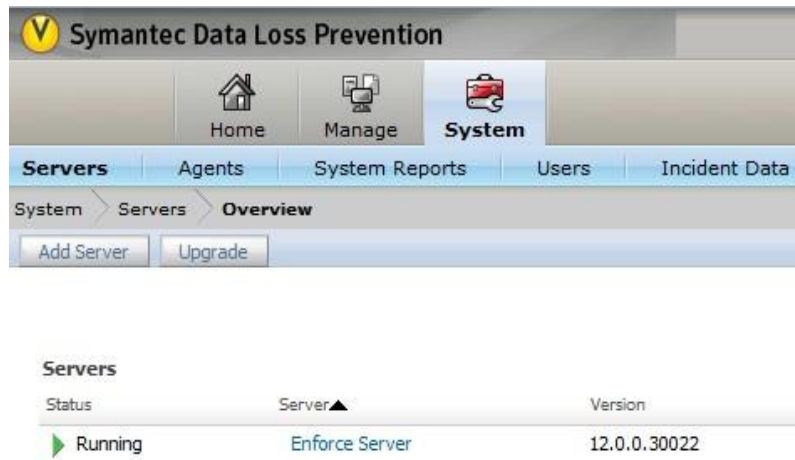 Symantec Data Loss Prevention
Home Manage System
Servers Agents System Reports Users Incident Data
System Servers Overview
Add Server Upgrade
Servers
Status Server Version
Running Enforce Server 12.0.0.30022